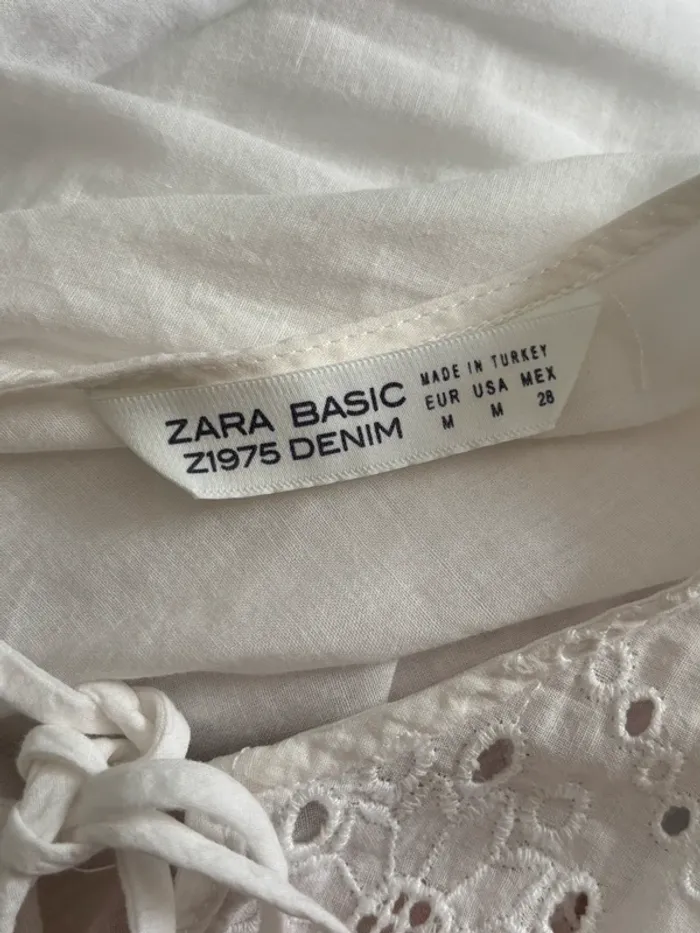 ZARA BASIC
Z1975 DENIM
MADE IN TURKEY
EUR USA MEX
M M 28